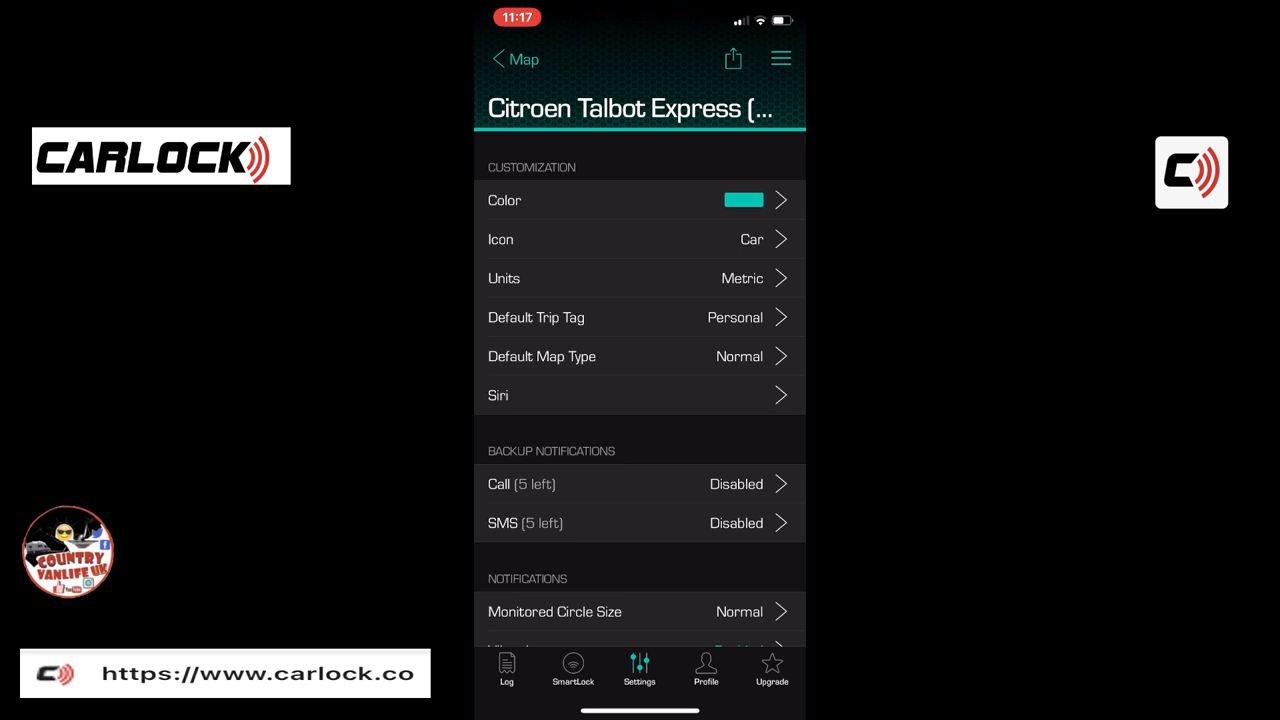 11:17
Map
Citroen Talbot Express (...
CARLOCK
C
CUSTOMIZATION
Color
Icon Car
Units Metric
Default Trip Tag Personal
Default Map Type Normal
Siri
BACKUP NOTIFICATIONS
Call (5 left) Disabled
SMS (5 left) Disabled
NOTIFICATIONS
Monitored Circle Size Normal
Log SmartLock Settings Profile Upgrade
COUNTRY
VANLIFE UK
C https://www.carlock.co